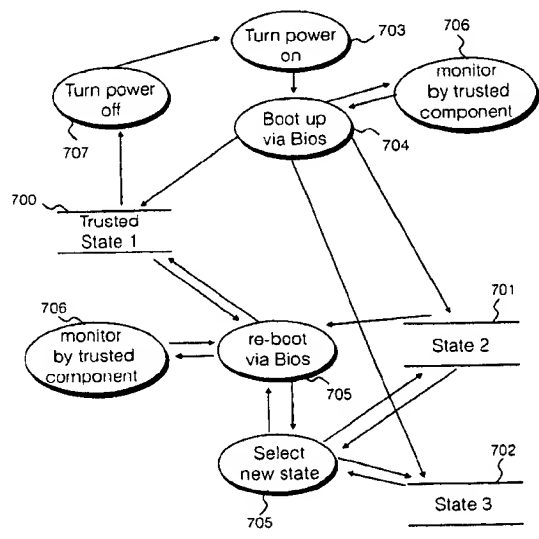 Turn power
on
703
706
monitor
by trusted
component
Turn power
off
707
Boot up
via Bios
704
700
Trusted
State 1
701
State 2
706
monitor
by trusted
component
re-boot
via Bios
705
Select
new state
705
702
State 3